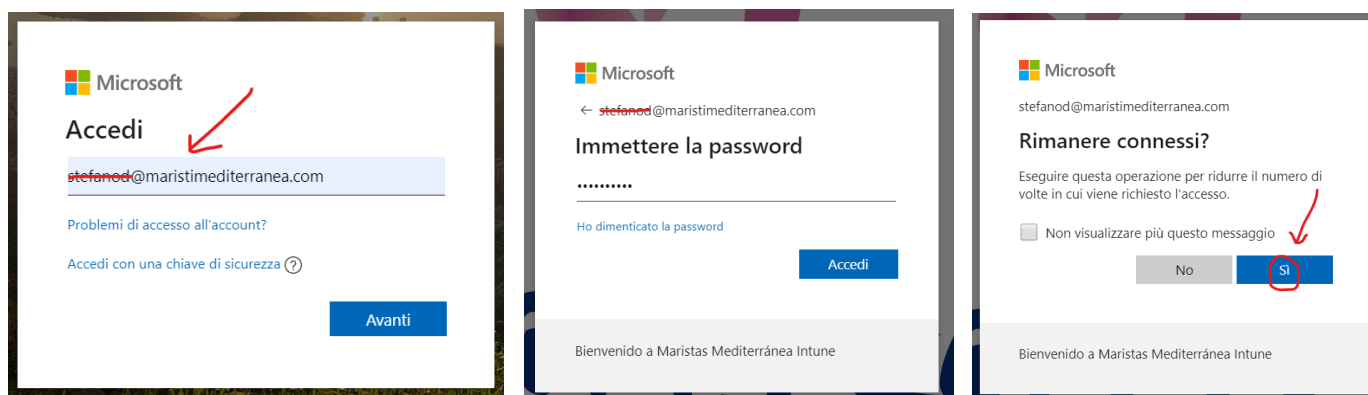 Microsoft
Accedi
stefanod@maristimediterranea.com
Problemi di accesso all'account?
Accedi con una chiave di sicurezza ?
Avanti
Microsoft
← stefanod@maristimediterranea.com
Immettere la password
••••••••••
Ho dimenticato la password
Accedi
Bienvenido a Maristas Mediterránea Intune
Microsoft
stefanod@maristimediterranea.com
Rimanere connessi?
Eseguire questa operazione per ridurre il numero di
volte in cui viene richiesto l'accesso.
Non visualizzare più questo messaggio
No
Sì
Bienvenido a Maristas Mediterránea Intune